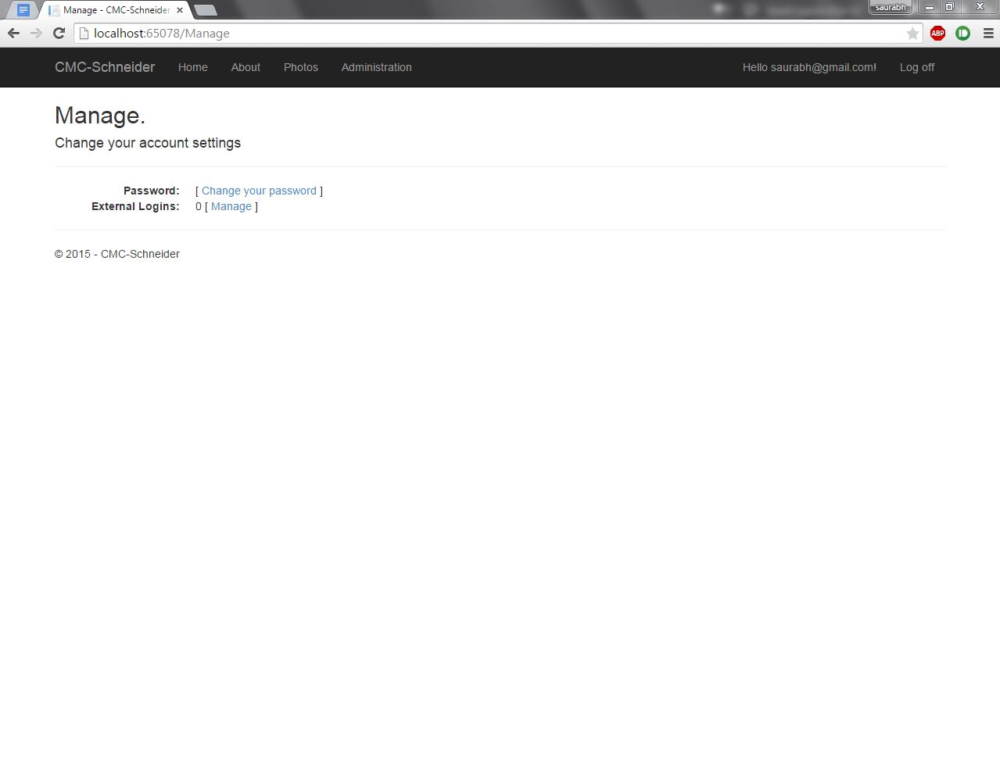 Manage - CMC-Schneider
saurabh
localhost:65078/Manage
ABP
CMC-Schneider Home About Photos Administration Hello saurabh@gmail.com! Log off
Manage.
Change your account settings
Password: [ Change your password ]
External Logins: 0 [ Manage ]
© 2015 - CMC-Schneider